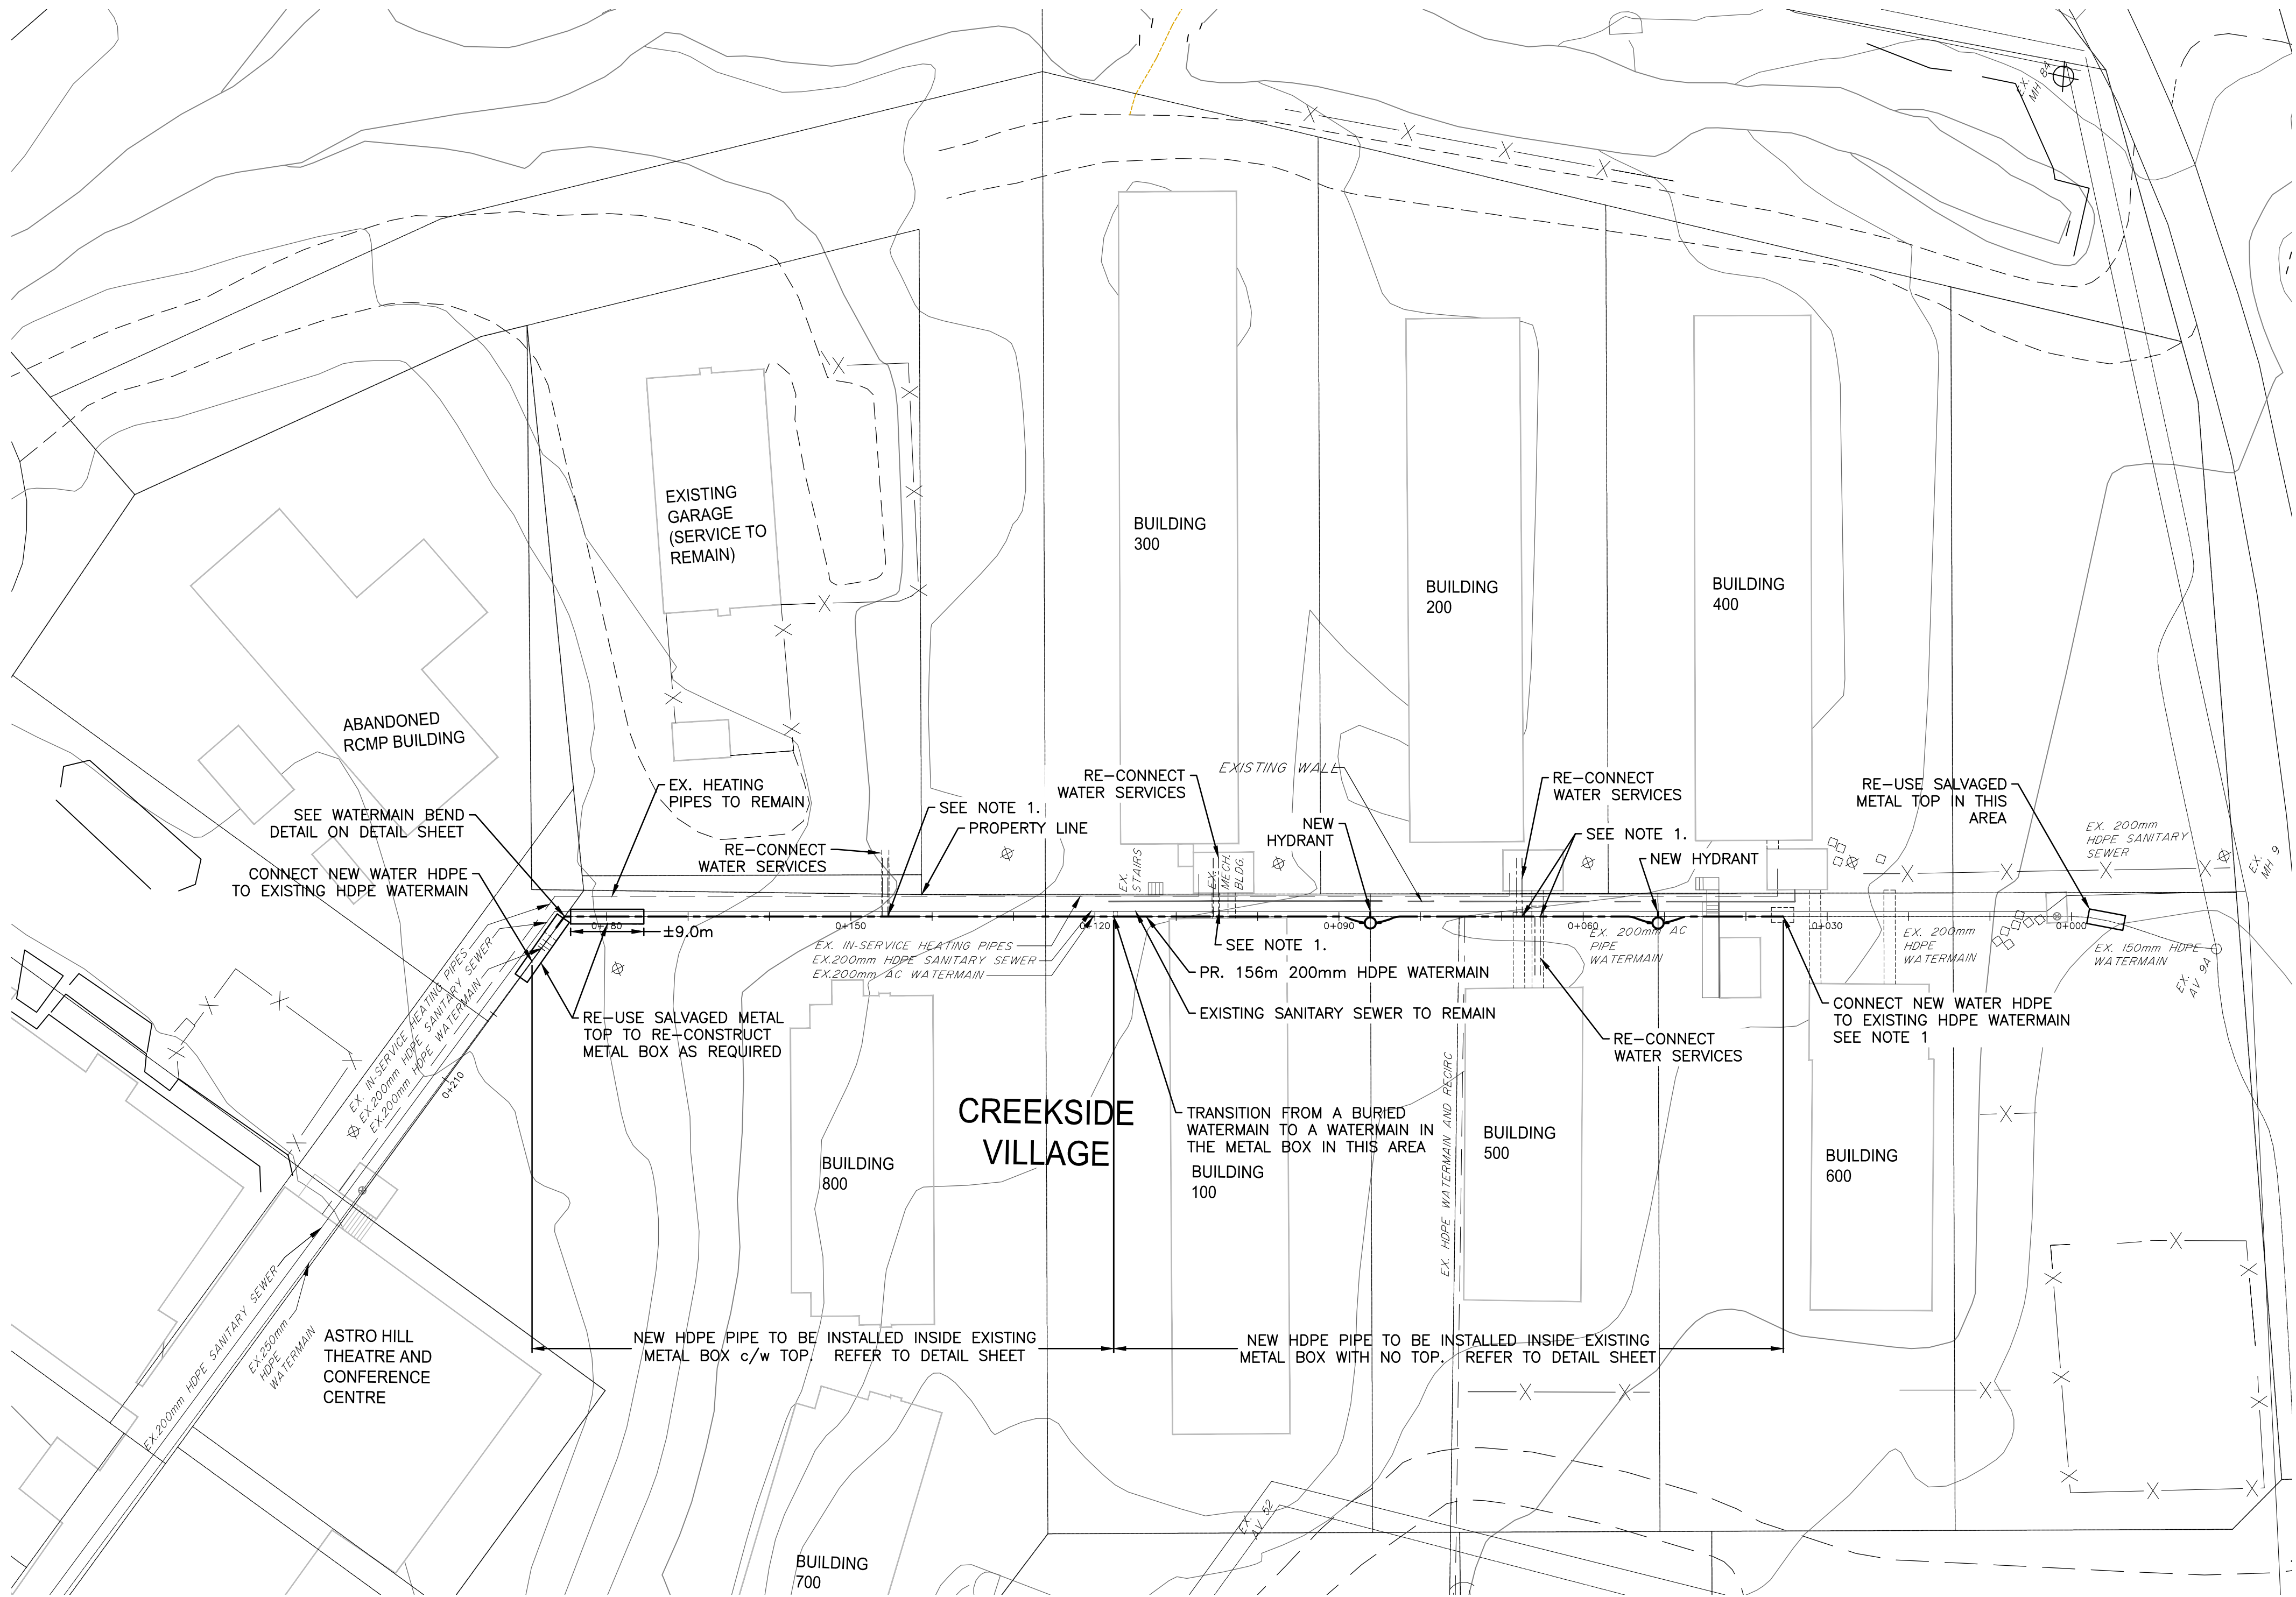 EX.
MH 84
EXISTING
GARAGE
(SERVICE TO
REMAIN)
BUILDING
300
BUILDING
200
BUILDING
400
ABANDONED
RCMP BUILDING
EX. HEATING
PIPES TO REMAIN
SEE WATERMAIN BEND
DETAIL ON DETAIL SHEET
CONNECT NEW WATER HDPE
TO EXISTING HDPE WATERMAIN
RE-CONNECT
WATER SERVICES
SEE NOTE 1.
PROPERTY LINE
RE-CONNECT
WATER SERVICES
EXISTING WALL
NEW
HYDRANT
EX.
STAIRS
EX.
MECH.
BLDG.
RE-CONNECT
WATER SERVICES
SEE NOTE 1.
NEW HYDRANT
RE-USE SALVAGED
METAL TOP IN THIS
AREA
EX. 200mm
HDPE SANITARY
SEWER
EX.
MH 9
0+180
±9.0m
0+150
0+120
0+090
0+060
0+030
0+000
EX. IN-SERVICE HEATING PIPES
EX.200mm HDPE SANITARY SEWER
EX.200mm AC WATERMAIN
SEE NOTE 1.
PR. 156m 200mm HDPE WATERMAIN
EXISTING SANITARY SEWER TO REMAIN
EX. 200mm AC
PIPE
WATERMAIN
EX. 200mm
HDPE
WATERMAIN
EX. 150mm HDPE
WATERMAIN
EX.
AV 9A
RE-USE SALVAGED METAL
TOP TO RE-CONSTRUCT
METAL BOX AS REQUIRED
RE-CONNECT
WATER SERVICES
CONNECT NEW WATER HDPE
TO EXISTING HDPE WATERMAIN
SEE NOTE 1
EX. IN-SERVICE HEATING PIPES
EX.200mm HDPE SANITARY SEWER
EX.200mm HDPE WATERMAIN
0+210
CREEKSIDE
VILLAGE
TRANSITION FROM A BURIED
WATERMAIN TO A WATERMAIN IN
THE METAL BOX IN THIS AREA
BUILDING
800
BUILDING
100
EX. HDPE WATERMAIN AND RECIRC
BUILDING
500
BUILDING
600
EX.200mm HDPE SANITARY SEWER
EX.250mm
HDPE
WATERMAIN
ASTRO HILL
THEATRE AND
CONFERENCE
CENTRE
NEW HDPE PIPE TO BE INSTALLED INSIDE EXISTING
METAL BOX c/w TOP. REFER TO DETAIL SHEET
NEW HDPE PIPE TO BE INSTALLED INSIDE EXISTING
METAL BOX WITH NO TOP. REFER TO DETAIL SHEET
EX.
AV 52
BUILDING
700